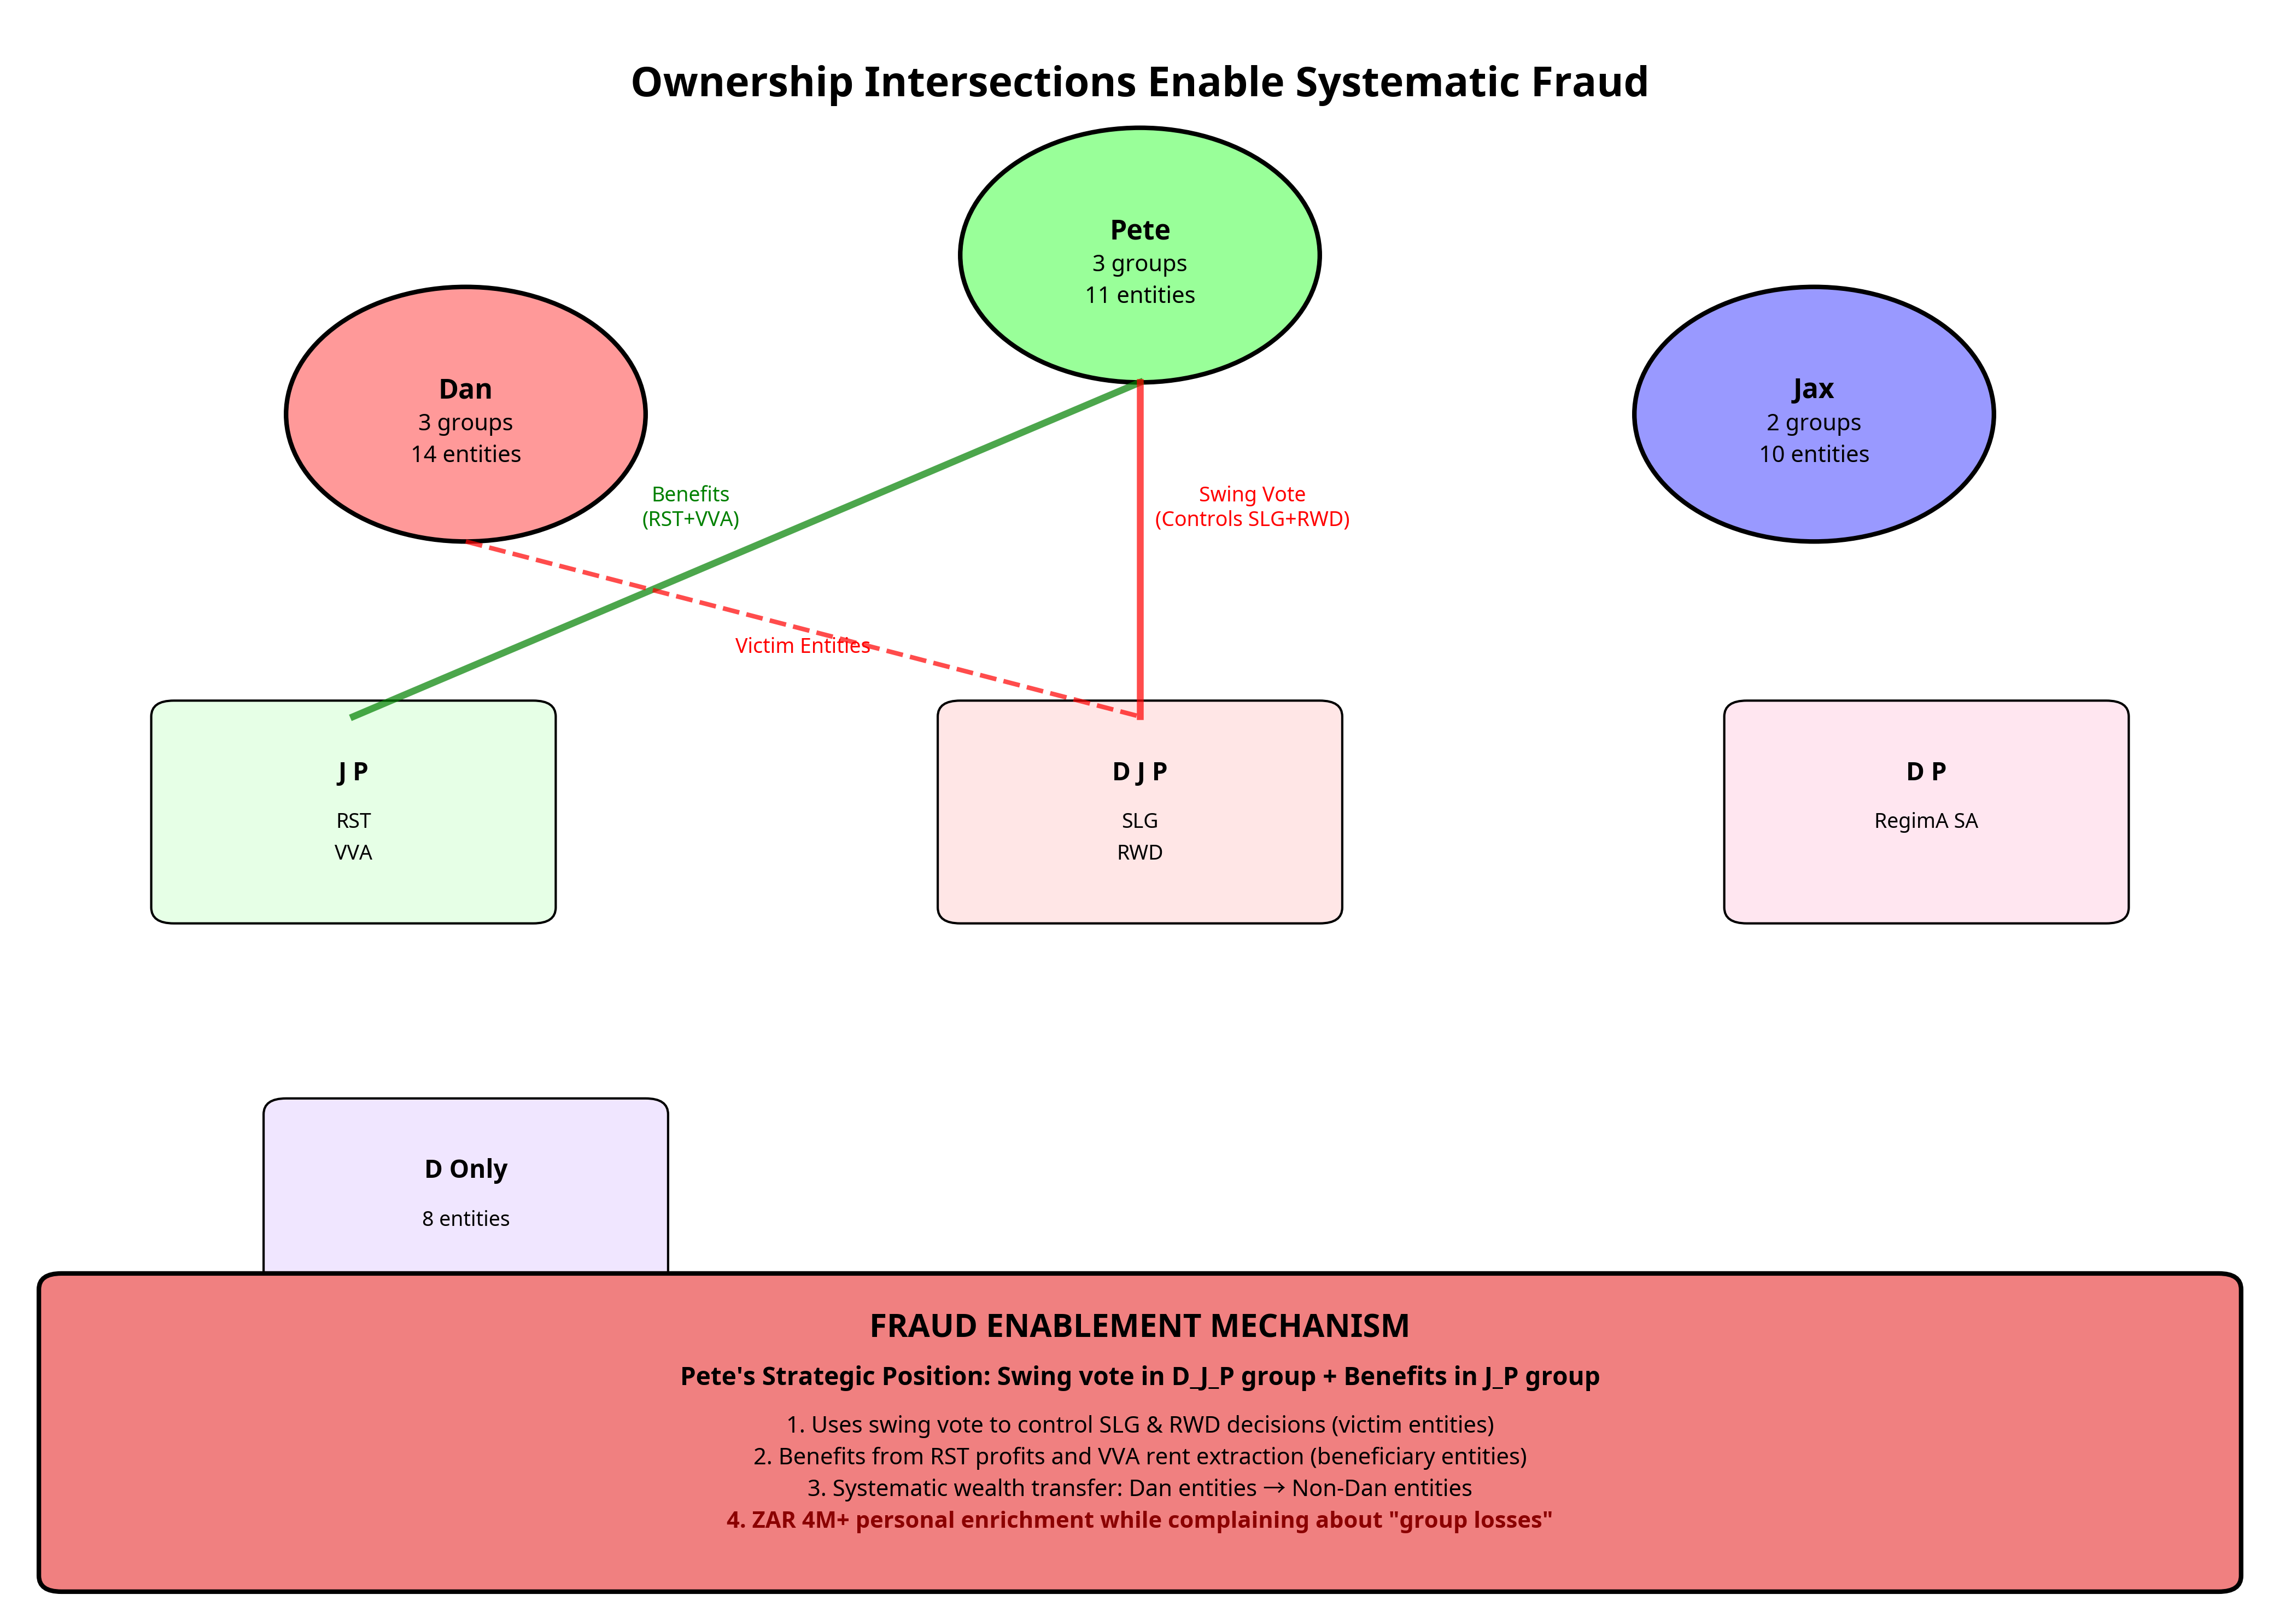 Ownership Intersections Enable Systematic Fraud
Pete
3 groups
11 entities
Dan
3 groups
14 entities
Jax
2 groups
10 entities
Benefits
(RST+VVA)
Swing Vote
(Controls SLG+RWD)
Victim Entities
J P
RST
VVA
D J P
SLG
RWD
D P
RegimA SA
D Only
8 entities
FRAUD ENABLEMENT MECHANISM
Pete's Strategic Position: Swing vote in D_J_P group + Benefits in J_P group
1. Uses swing vote to control SLG & RWD decisions (victim entities)
2. Benefits from RST profits and VVA rent extraction (beneficiary entities)
3. Systematic wealth transfer: Dan entities → Non-Dan entities
4. ZAR 4M+ personal enrichment while complaining about "group losses"